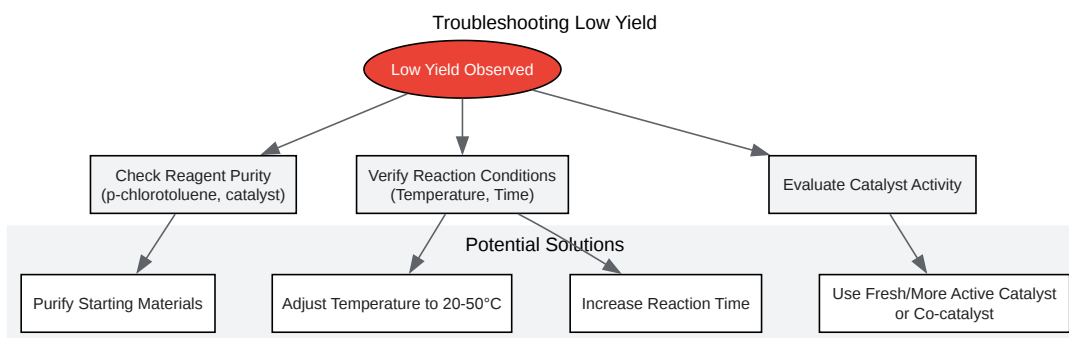 Troubleshooting Low Yield
Low Yield Observed
Check Reagent Purity
(p-chlorotoluene, catalyst)
Verify Reaction Conditions
(Temperature, Time)
Evaluate Catalyst Activity
Potential Solutions
Purify Starting Materials
Adjust Temperature to 20-50°C
Increase Reaction Time
Use Fresh/More Active Catalyst
or Co-catalyst